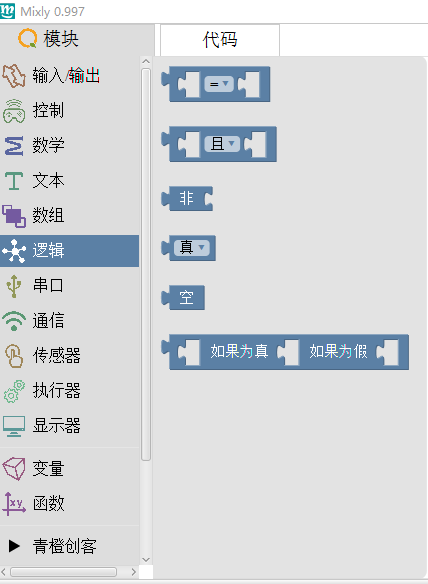 Mixly 0.997
模块
代码
输入/输出
控制
数学
文本
数组
逻辑
串口
通信
传感器
执行器
显示器
变量
函数
青橙创客
=
且
非
真
空
如果为真 如果为假
xy